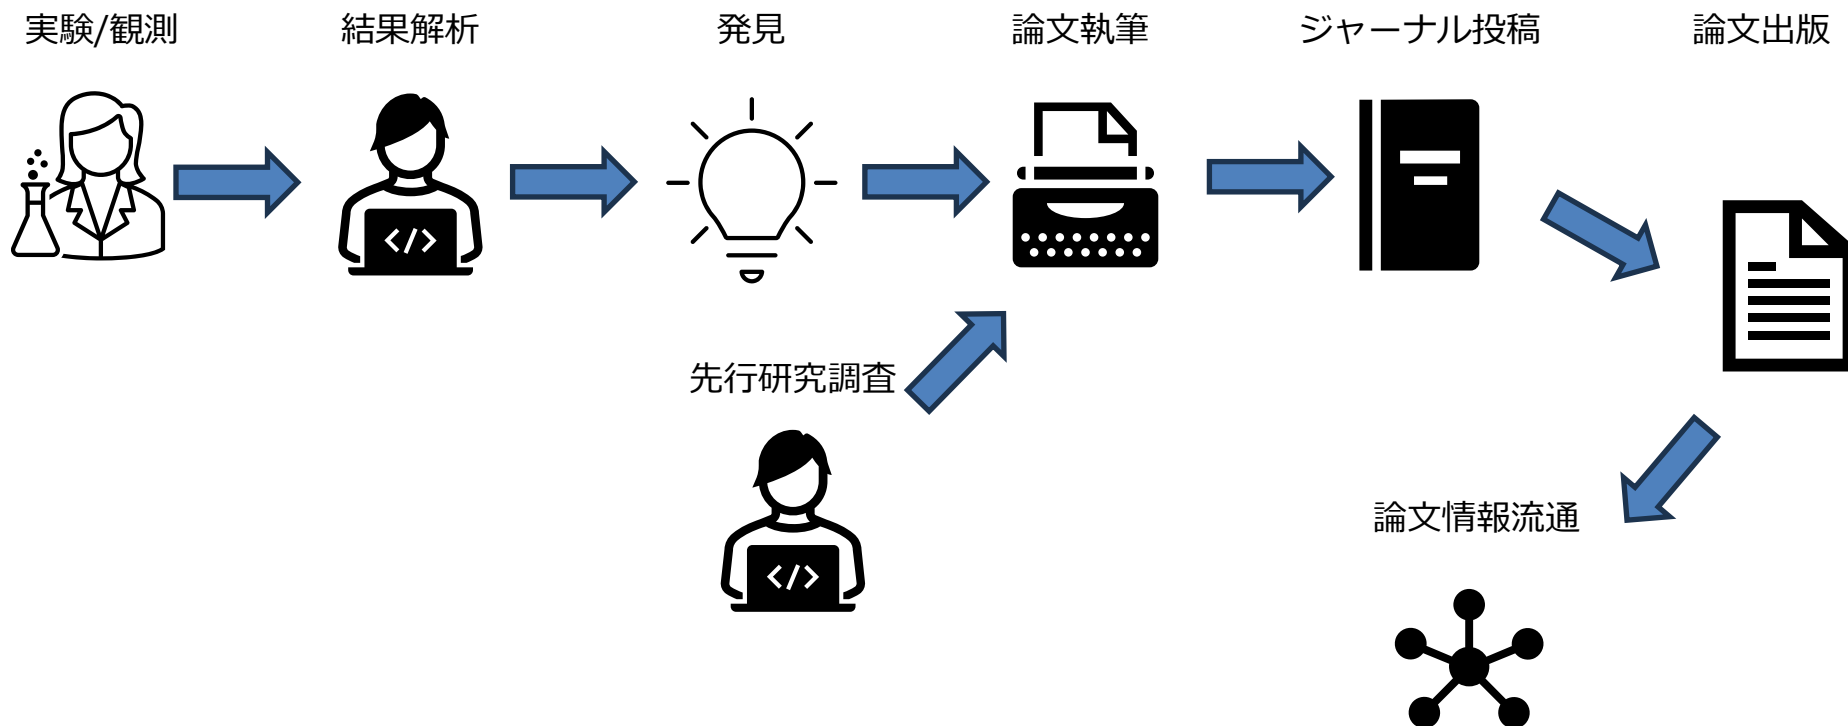 実験/観測
結果解析
発見
論文執筆
ジャーナル投稿
論文出版
先行研究調査
</>
論文情報流通
</>